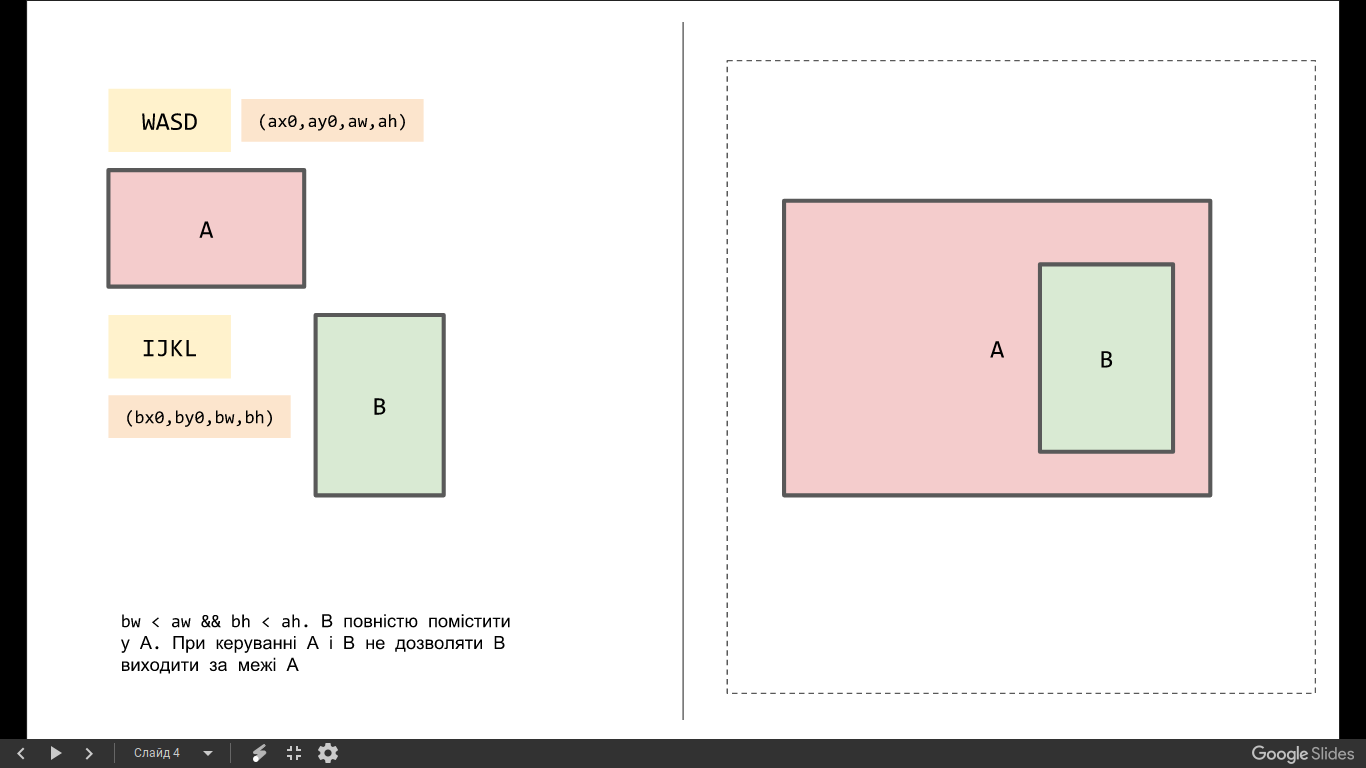 WASD
(ax0,ay0,aw,ah)
A
IJKL
(bx0,by0,bw,bh)
B
bw < aw && bh < ah. В повністю помістити
у А. При керуванні А і В не дозволяти В
виходити за межі А
A
B
Слайд 4
Google Slides